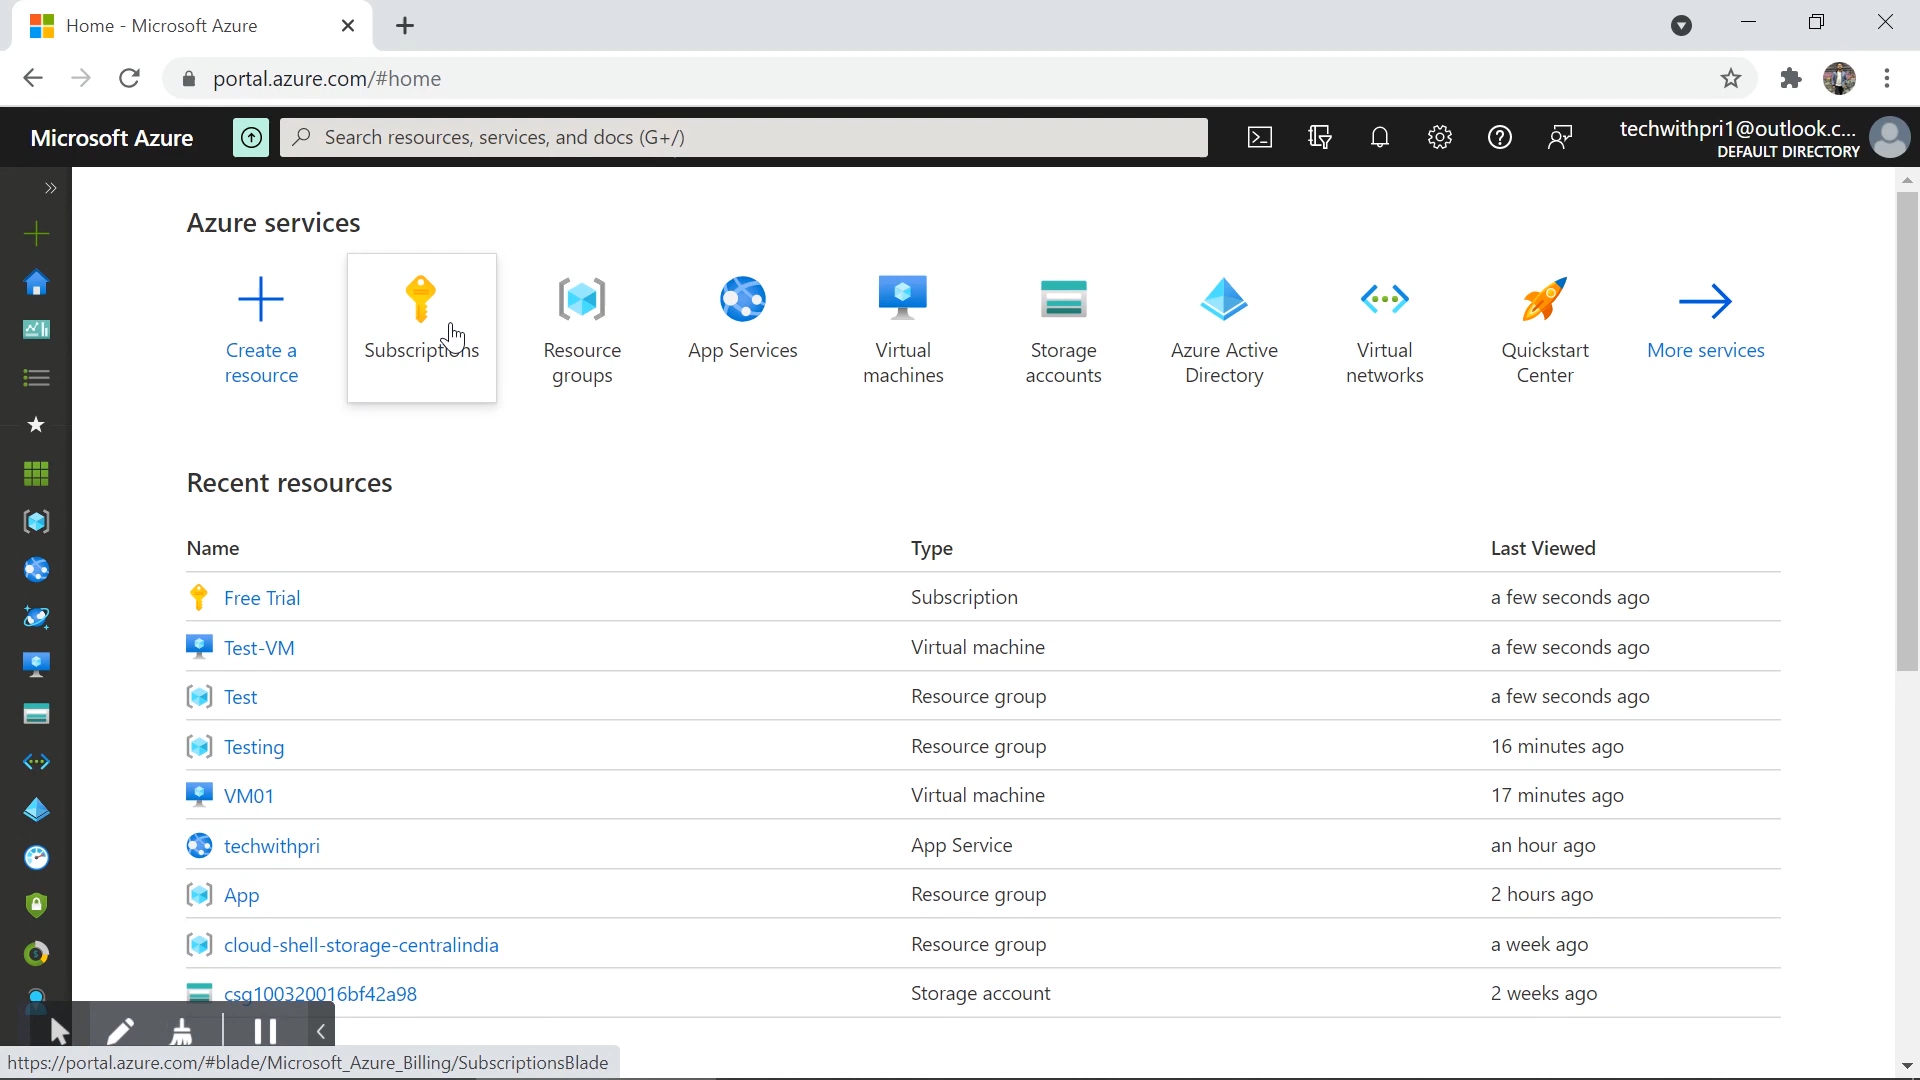 Home - Microsoft Azure
portal.azure.com/#home
Microsoft Azure
Search resources, services, and docs (G+/)
techwithpri1@outlook.c...
DEFAULT DIRECTORY
Azure services
Create a
resource
Subscriptions
Resource
groups
App Services
Virtual
machines
Storage
accounts
Azure Active
Directory
Virtual
networks
Quickstart
Center
More services
Recent resources
Name Type Last Viewed
Free Trial Subscription a few seconds ago
Test-VM Virtual machine a few seconds ago
Test Resource group a few seconds ago
Testing Resource group 16 minutes ago
VM01 Virtual machine 17 minutes ago
techwithpri App Service an hour ago
App Resource group 2 hours ago
cloud-shell-storage-centralindia Resource group a week ago
csg100320016bf42a98 Storage account 2 weeks ago
https://portal.azure.com/#blade/Microsoft_Azure_Billing/SubscriptionsBlade